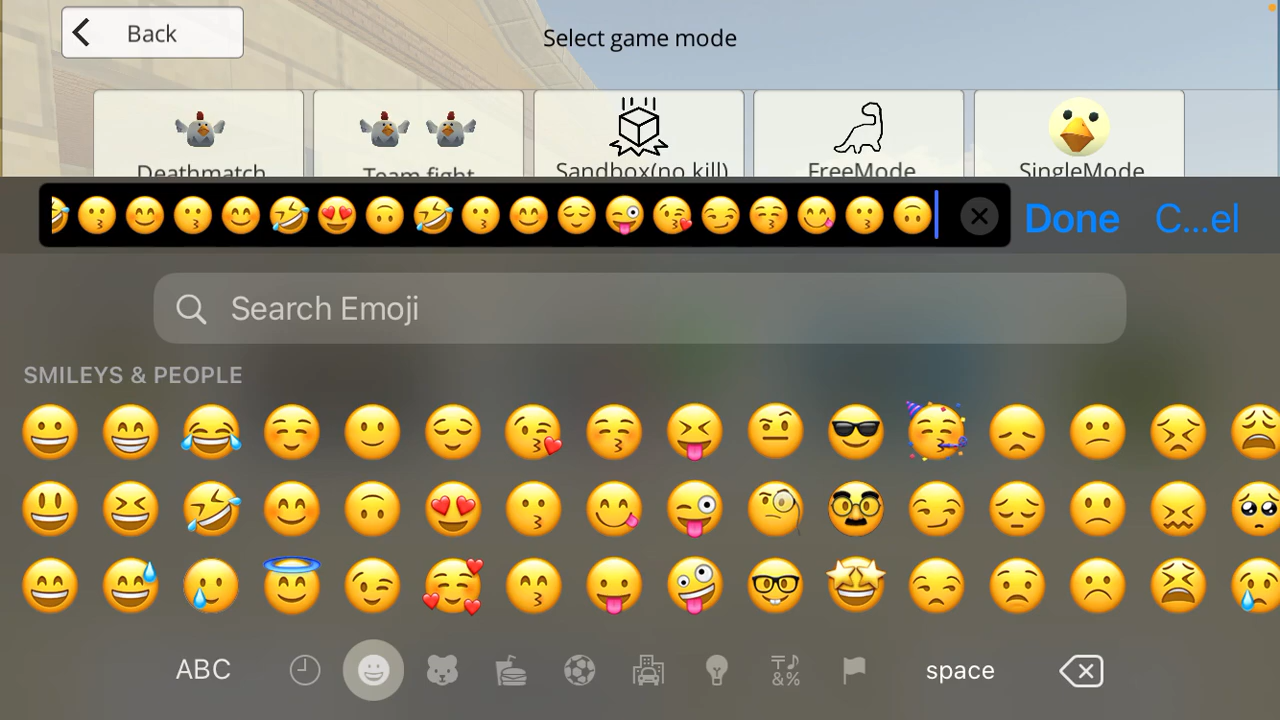 Back
Select game mode
Deathmatch
Team fight
Sandbox(no kill)
FreeMode
SingleMode
Done
C...el
Search Emoji
SMILEYS & PEOPLE
ABC
space